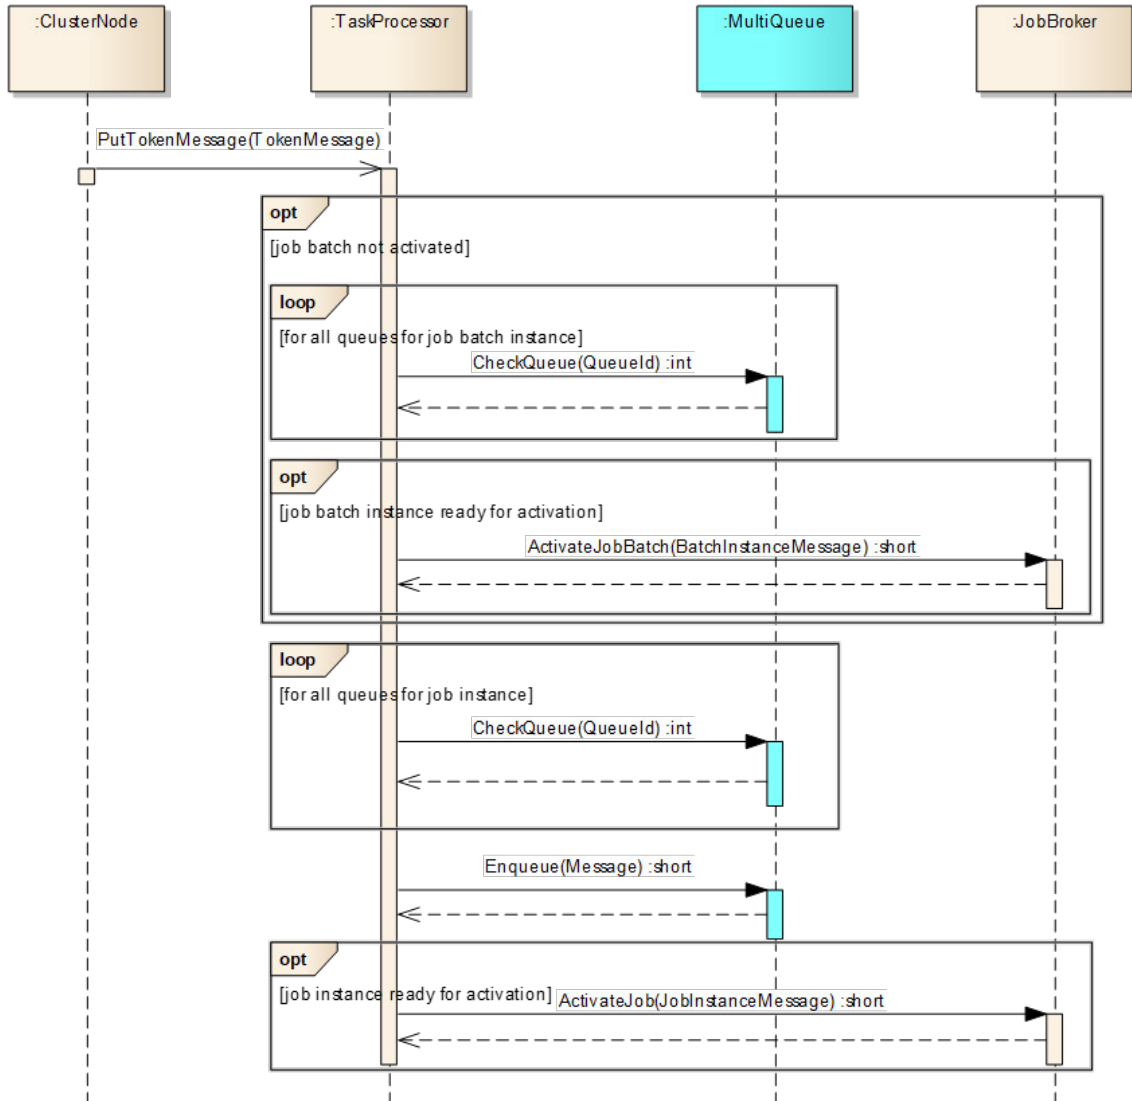 :ClusterNode
:TaskProcessor
:MultiQueue
:JobBroker
PutTokenMessage(TokenMessage)
opt
[job batch not activated]
loop
[for all queues for job batch instance]
CheckQueue(QueueId) :int
opt
[job batch instance ready for activation]
ActivateJobBatch(BatchInstanceMessage) :short
loop
[for all queues for job instance]
CheckQueue(QueueId) :int
Enqueue(Message) :short
opt
[job instance ready for activation]
ActivateJob(JobInstanceMessage) :short